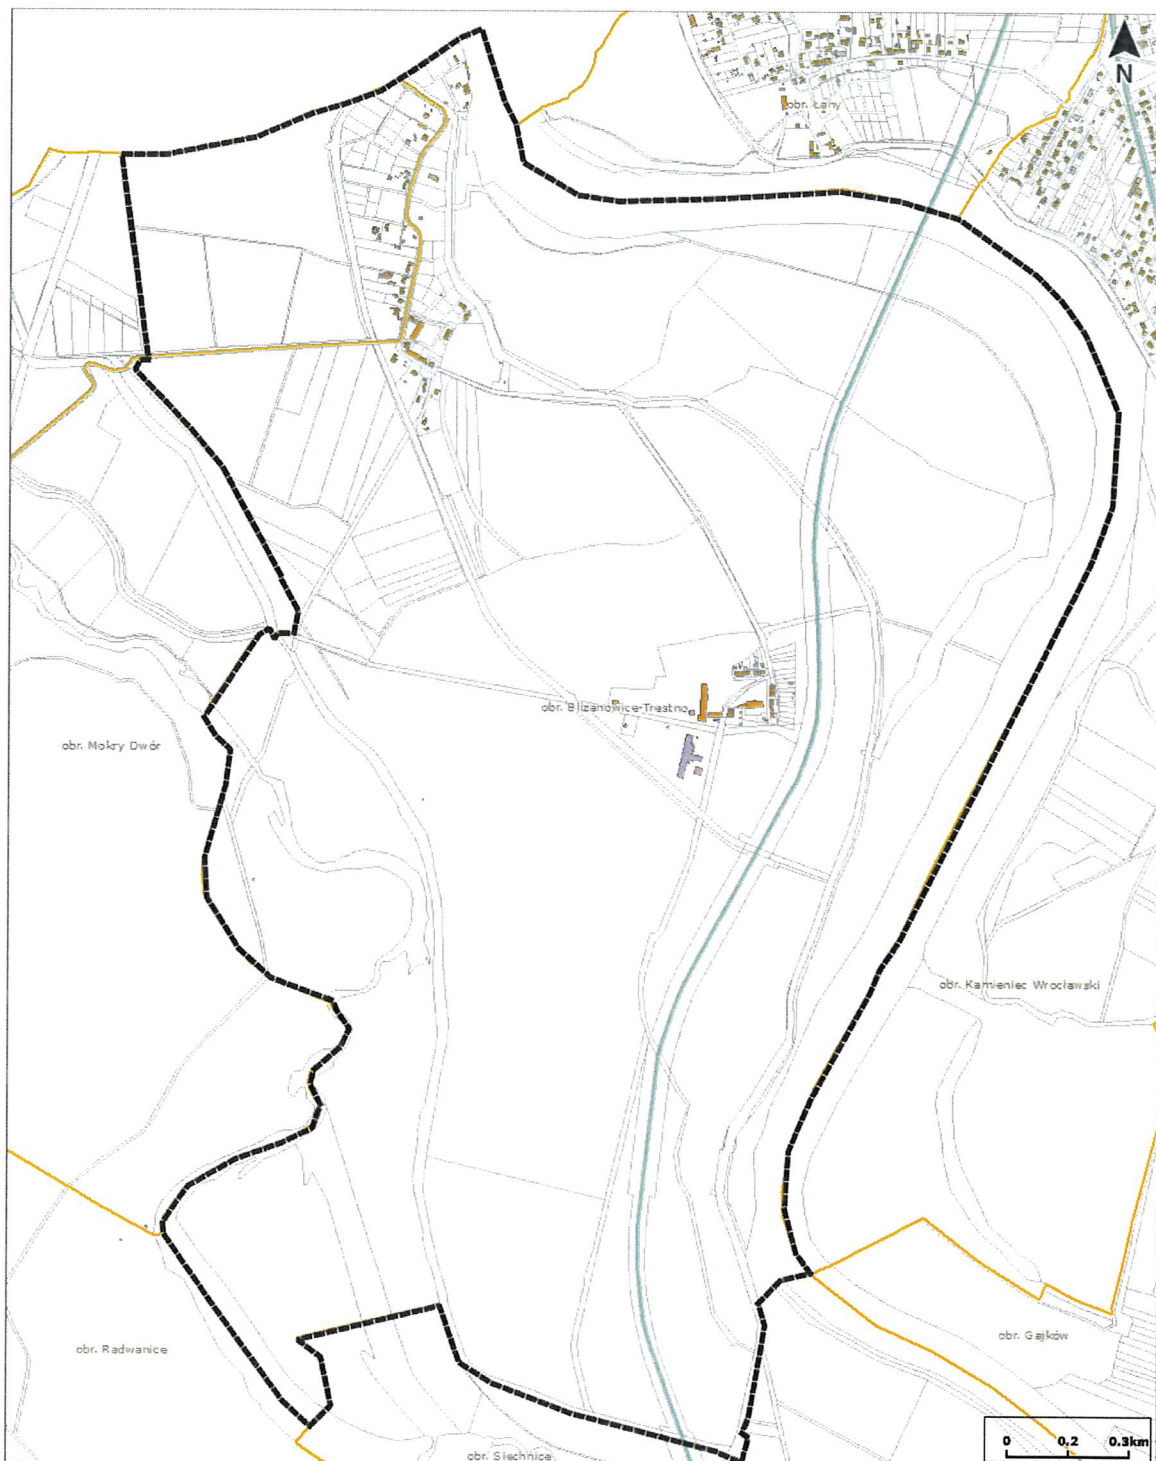 N
obr. Łany
obr. Blizanowice-Trestno
obr. Mokry Dwór
obr. Kamieniec Wrocławski
obr. Gajków
obr. Radwanice
obr. Siechnice
0 0.2 0.3km